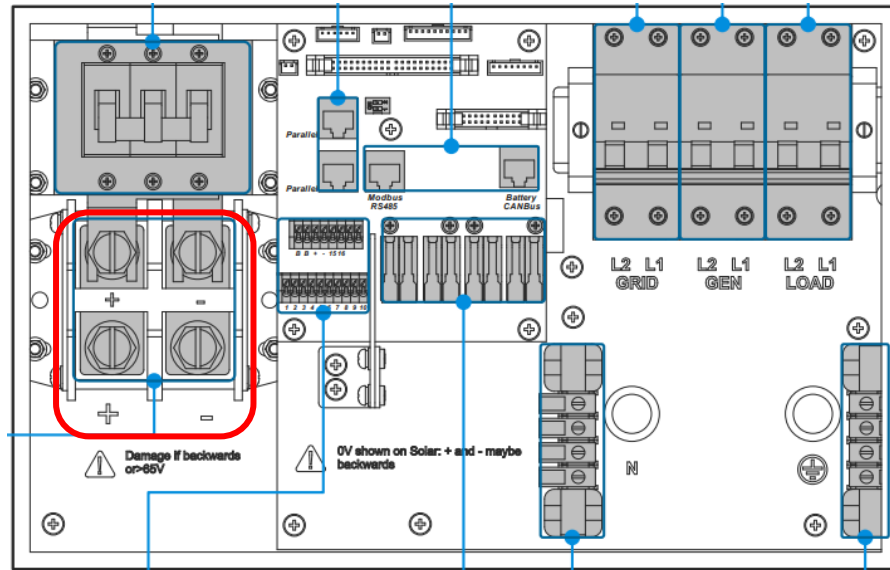 Parallel
Parallel
Modbus
RS485
Battery
CANBus
B B + - 15 16
1 2 3 4 5 6 7 8 9 10
+ -
+ -
L2 L1
GRID
L2 L1
GEN
L2 L1
LOAD
Damage if backwards
or>65V
0V shown on Solar: + and - maybe
backwards
N